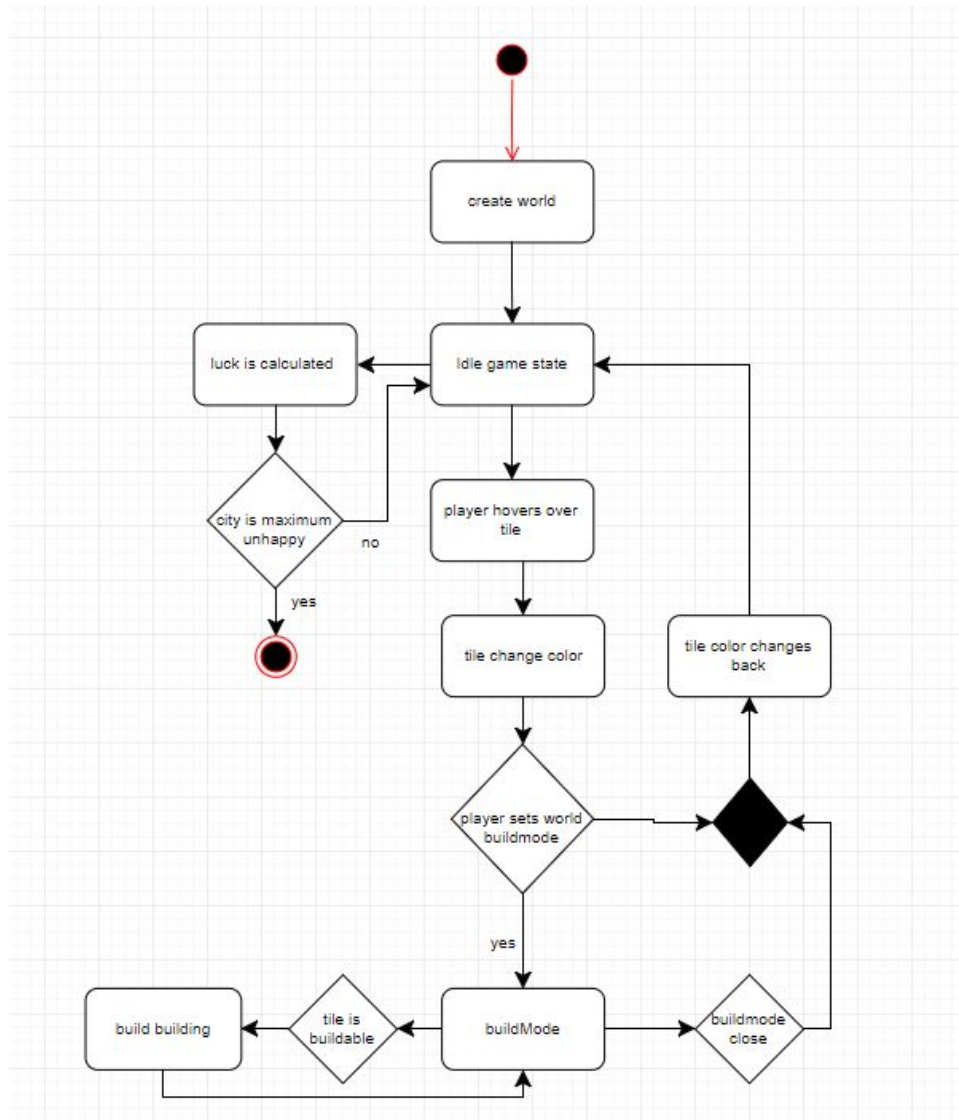 create world
luck is calculated
Idle game state
city is maximum
unhappy
no
yes
player hovers over
tile
tile change color
tile color changes
back
player sets world
buildmode
yes
build building
tile is
buildable
buildMode
buildmode
close